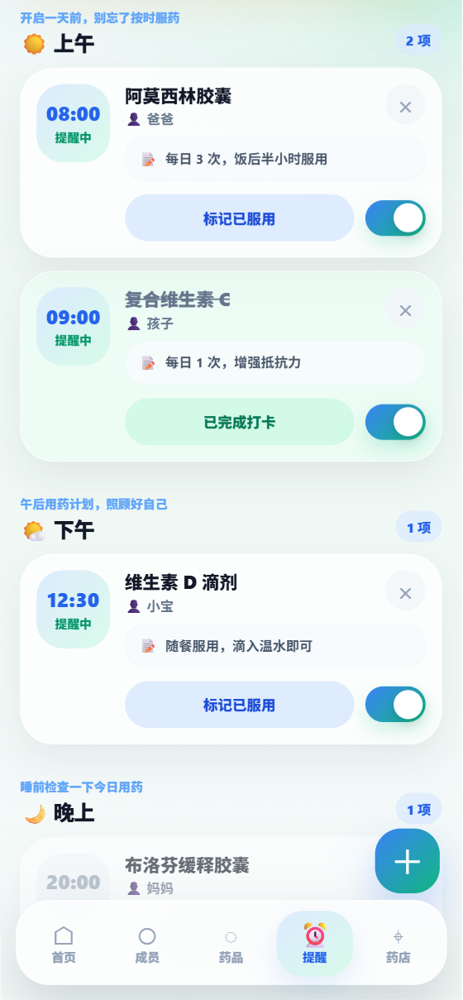 开启一天前，别忘了按时服药
上午
2 项
08:00
提醒中
阿莫西林胶囊
爸爸
每日 3 次，饭后半小时服用
标记已服用
09:00
提醒中
复合维生素 C
孩子
每日 1 次，增强抵抗力
已完成打卡
午后用药计划，照顾好自己
下午
1 项
12:30
提醒中
维生素 D 滴剂
小宝
随餐服用，滴入温水即可
标记已服用
睡前检查一下今日用药
晚上
1 项
20:00
布洛芬缓释胶囊
妈妈
首页
成员
药品
提醒
药店